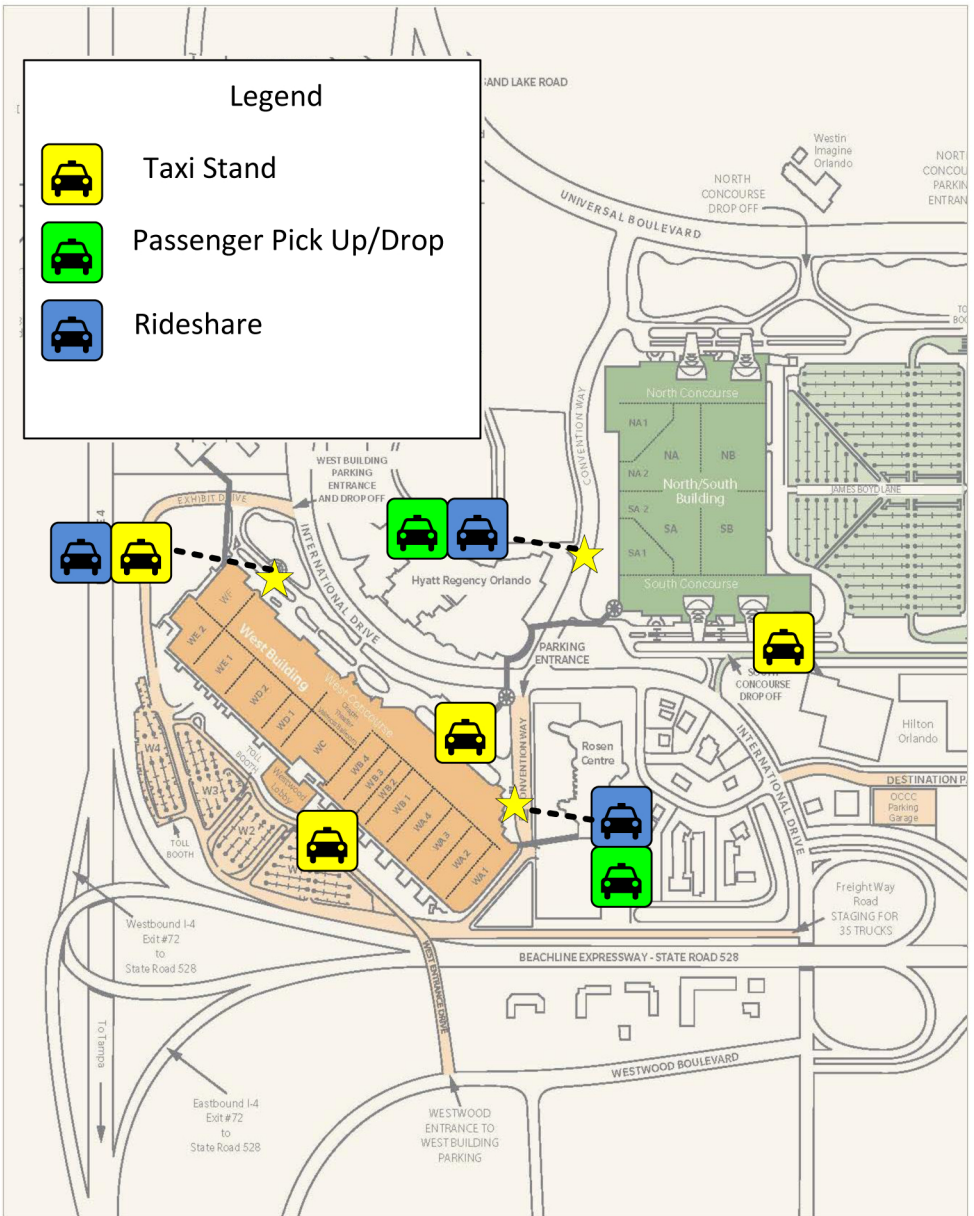 SAND LAKE ROAD
Legend
Taxi Stand
Passenger Pick Up/Drop
Rideshare
Westin
Imagine
Orlando
NORTH
CONCOURSE
DROP OFF
UNIVERSAL BOULEVARD
CONVENTION WAY
North Concourse
NA 1
NA
NB
NA 2
North/South
Building
SA 2
SA
SB
SA 1
South Concourse
JAMES BOYD LANE
WEST BUILDING
PARKING
ENTRANCE
AND DROP OFF
EXHIBIT DRIVE
INTERNATIONAL DRIVE
Hyatt Regency Orlando
PARKING
ENTRANCE
CONCOURSE
DROP OFF
Hilton
Orlando
WF
WE 2
WE 1
WD 2
WD 1
WC
West Building
West Concourse
WB 4
WB 3
WB 2
WB 1
WA 4
WA 3
WA 2
WA 1
Westwood
Lobby
TOLL
BOOTH
W4
W3
W2
TOLL
BOOTH
CONVENTION WAY
Rosen
Centre
INTERNATIONAL DRIVE
OCCC
Parking
Garage
Freight Way
Road
STAGING FOR
35 TRUCKS
Westbound I-4
Exit #72
to
State Road 528
BEACHLINE EXPRESSWAY - STATE ROAD 528
WEST ENTRANCE DRIVE
To Tampa
WESTWOOD BOULEVARD
Eastbound I-4
Exit #72
to
State Road 528
WESTWOOD
ENTRANCE TO
WEST BUILDING
PARKING